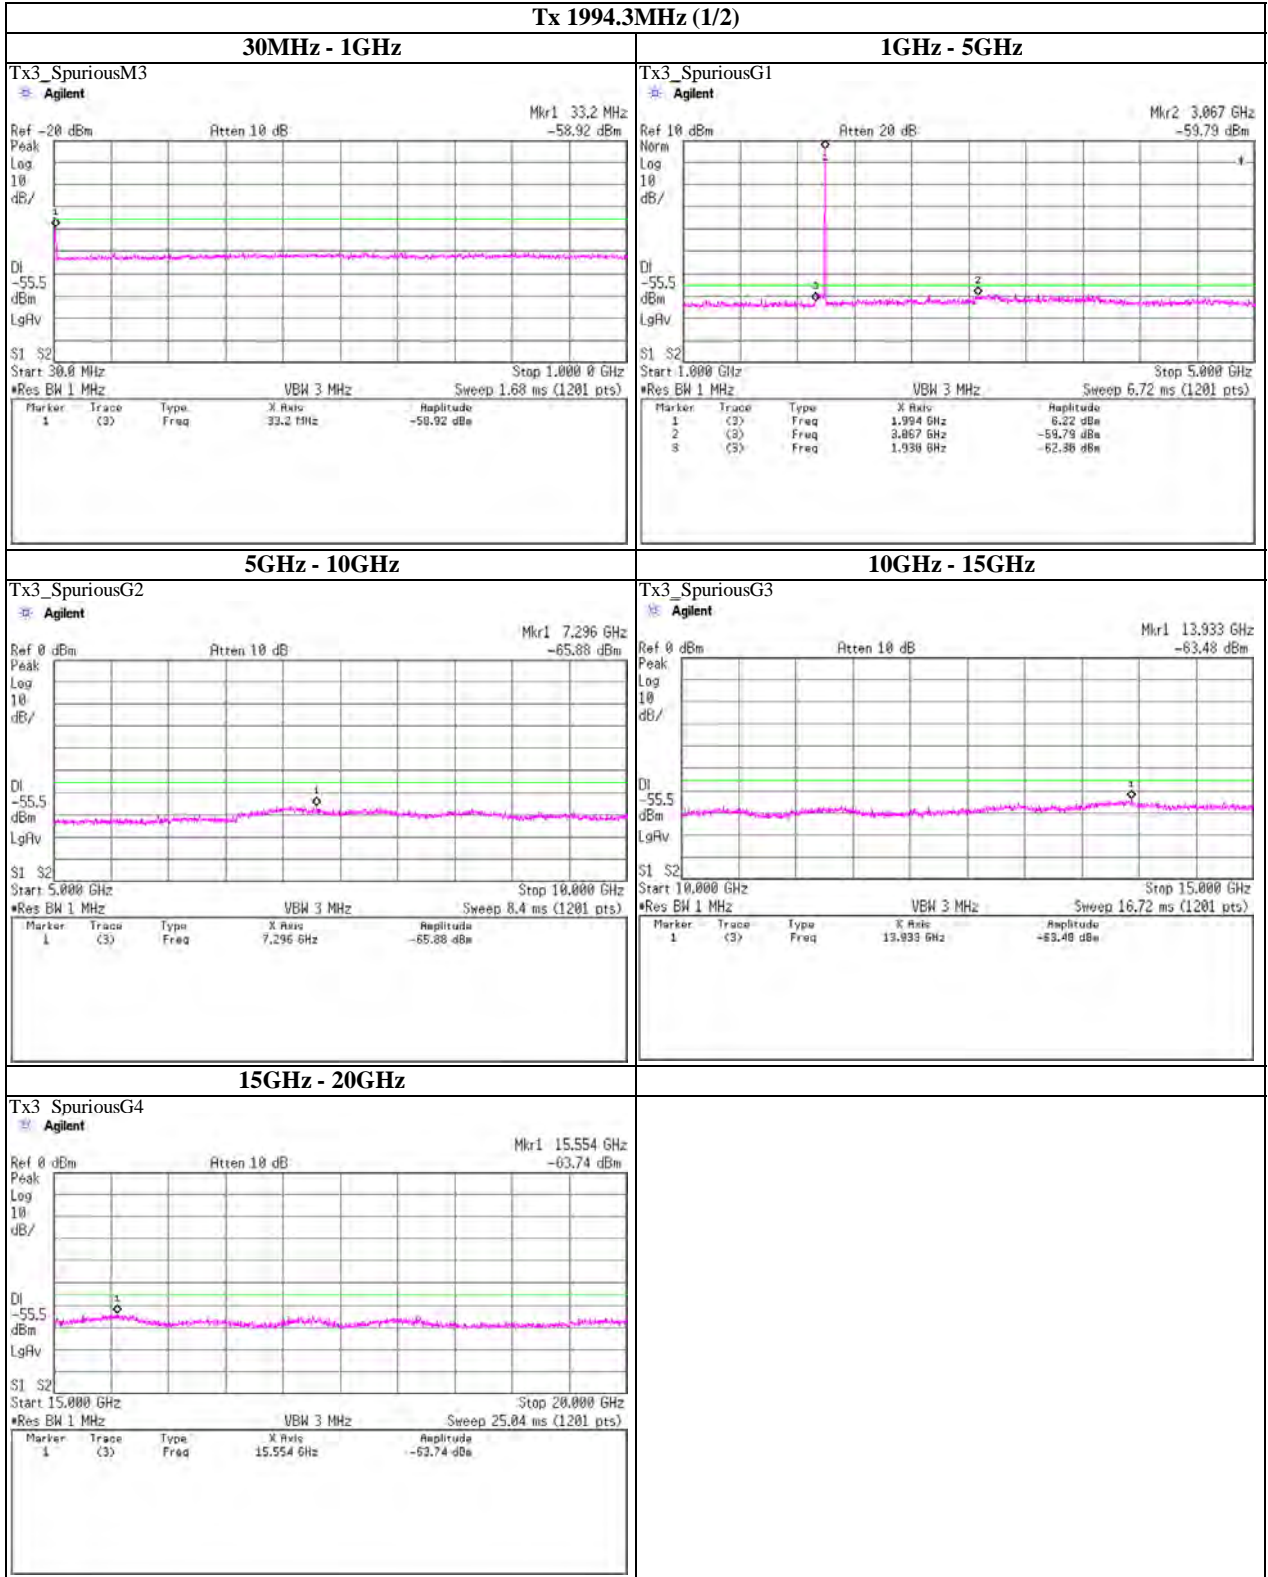 Tx 1994.3MHz (1/2)
30MHz - 1GHz
Tx3_SpuriousM3
Agilent
Mkr1 33.2 MHz
Ref -20 dBm Atten 10 dB -58.92 dBm
Peak
Log
10
dB/
1
DI
-55.5
dBm
LgAv
S1 S2
Start 30.0 MHz Stop 1.000 0 GHz
#Res BW 1 MHz VBW 3 MHz Sweep 1.68 ms (1201 pts)
Marker Trace Type X Axis Amplitude
1 (3) Freq 33.2 MHz -58.92 dBm
1GHz - 5GHz
Tx3_SpuriousG1
Agilent
Mkr2 3.067 GHz
Ref 10 dBm Atten 20 dB -59.79 dBm
Norm
Log
10
dB/
1
2
3
DI
-55.5
dBm
LgAv
S1 S2
Start 1.000 GHz Stop 5.000 GHz
#Res BW 1 MHz VBW 3 MHz Sweep 6.72 ms (1201 pts)
Marker Trace Type X Axis Amplitude
1 (3) Freq 1.994 GHz 6.22 dBm
2 (3) Freq 3.067 GHz -59.79 dBm
3 (3) Freq 1.930 GHz -62.30 dBm
5GHz - 10GHz
Tx3_SpuriousG2
Agilent
Mkr1 7.296 GHz
Ref 0 dBm Atten 10 dB -65.88 dBm
Peak
Log
10
dB/
1
DI
-55.5
dBm
LgAv
S1 S2
Start 5.000 GHz Stop 10.000 GHz
#Res BW 1 MHz VBW 3 MHz Sweep 8.4 ms (1201 pts)
Marker Trace Type X Axis Amplitude
1 (3) Freq 7.296 GHz -65.88 dBm
10GHz - 15GHz
Tx3_SpuriousG3
Agilent
Mkr1 13.933 GHz
Ref 0 dBm Atten 10 dB -63.48 dBm
Peak
Log
10
dB/
1
DI
-55.5
dBm
LgAv
S1 S2
Start 10.000 GHz Stop 15.000 GHz
#Res BW 1 MHz VBW 3 MHz Sweep 16.72 ms (1201 pts)
Marker Trace Type X Axis Amplitude
1 (3) Freq 13.933 GHz -63.48 dBm
15GHz - 20GHz
Tx3_SpuriousG4
Agilent
Mkr1 15.554 GHz
Ref 0 dBm Atten 10 dB -63.74 dBm
Peak
Log
10
dB/
1
DI
-55.5
dBm
LgAv
S1 S2
Start 15.000 GHz Stop 20.000 GHz
#Res BW 1 MHz VBW 3 MHz Sweep 25.04 ms (1201 pts)
Marker Trace Type X Axis Amplitude
1 (3) Freq 15.554 GHz -63.74 dBm